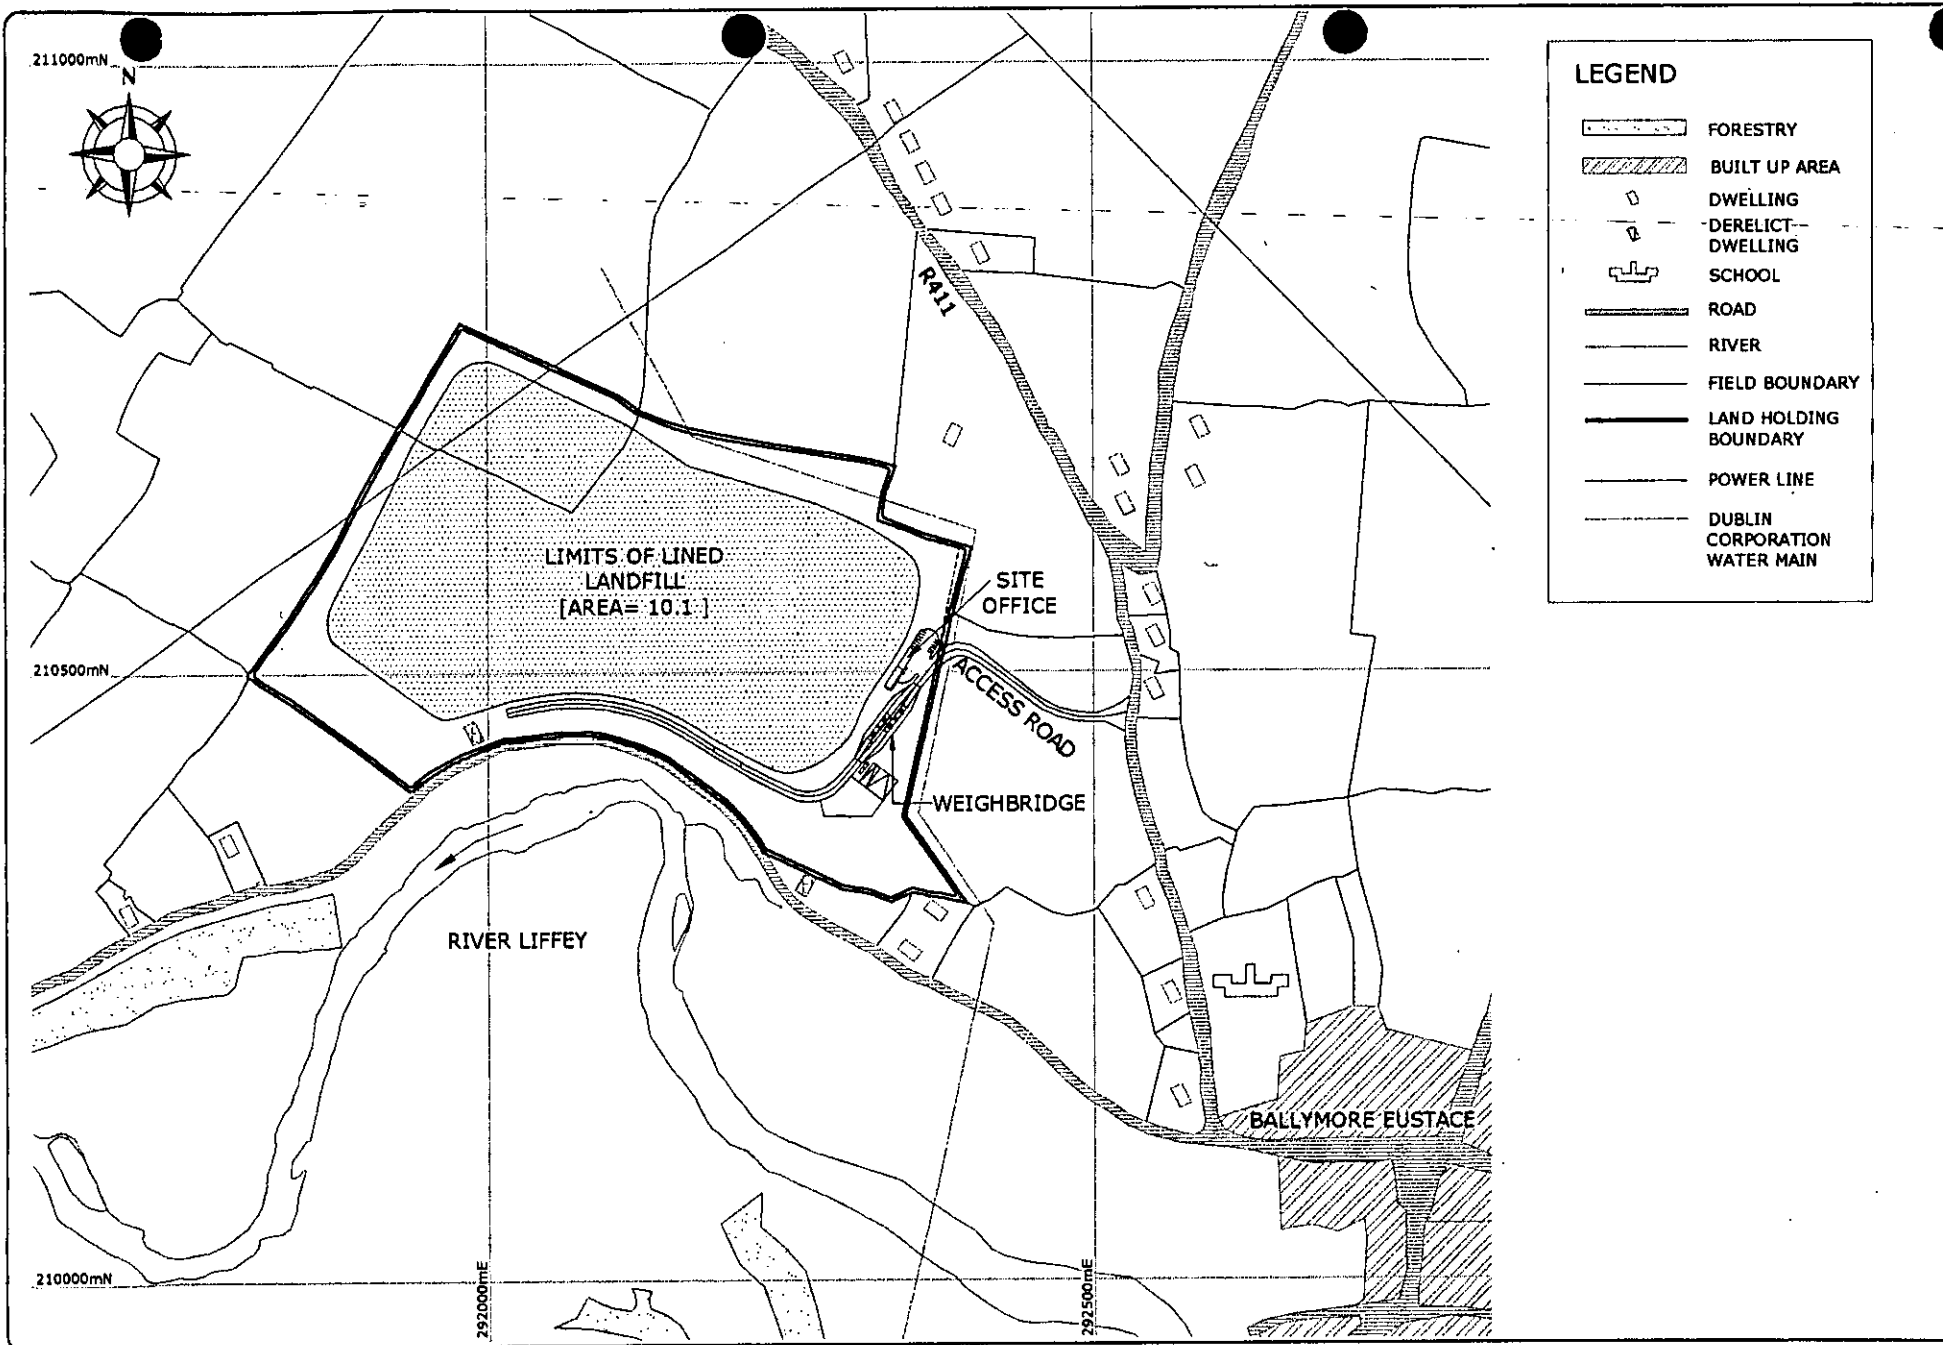 211000mN
N
R411
LIMITS OF LINED
LANDFILL
[AREA= 10.1 ]
SITE
OFFICE
210500mN
ACCESS ROAD
WEIGHBRIDGE
RIVER LIFFEY
BALLYMORE EUSTACE
210000mN
292000mE
292500mE
LEGEND
FORESTRY
BUILT UP AREA
DWELLING
DERELICT
DWELLING
SCHOOL
ROAD
RIVER
FIELD BOUNDARY
LAND HOLDING
BOUNDARY
POWER LINE
DUBLIN
CORPORATION
WATER MAIN